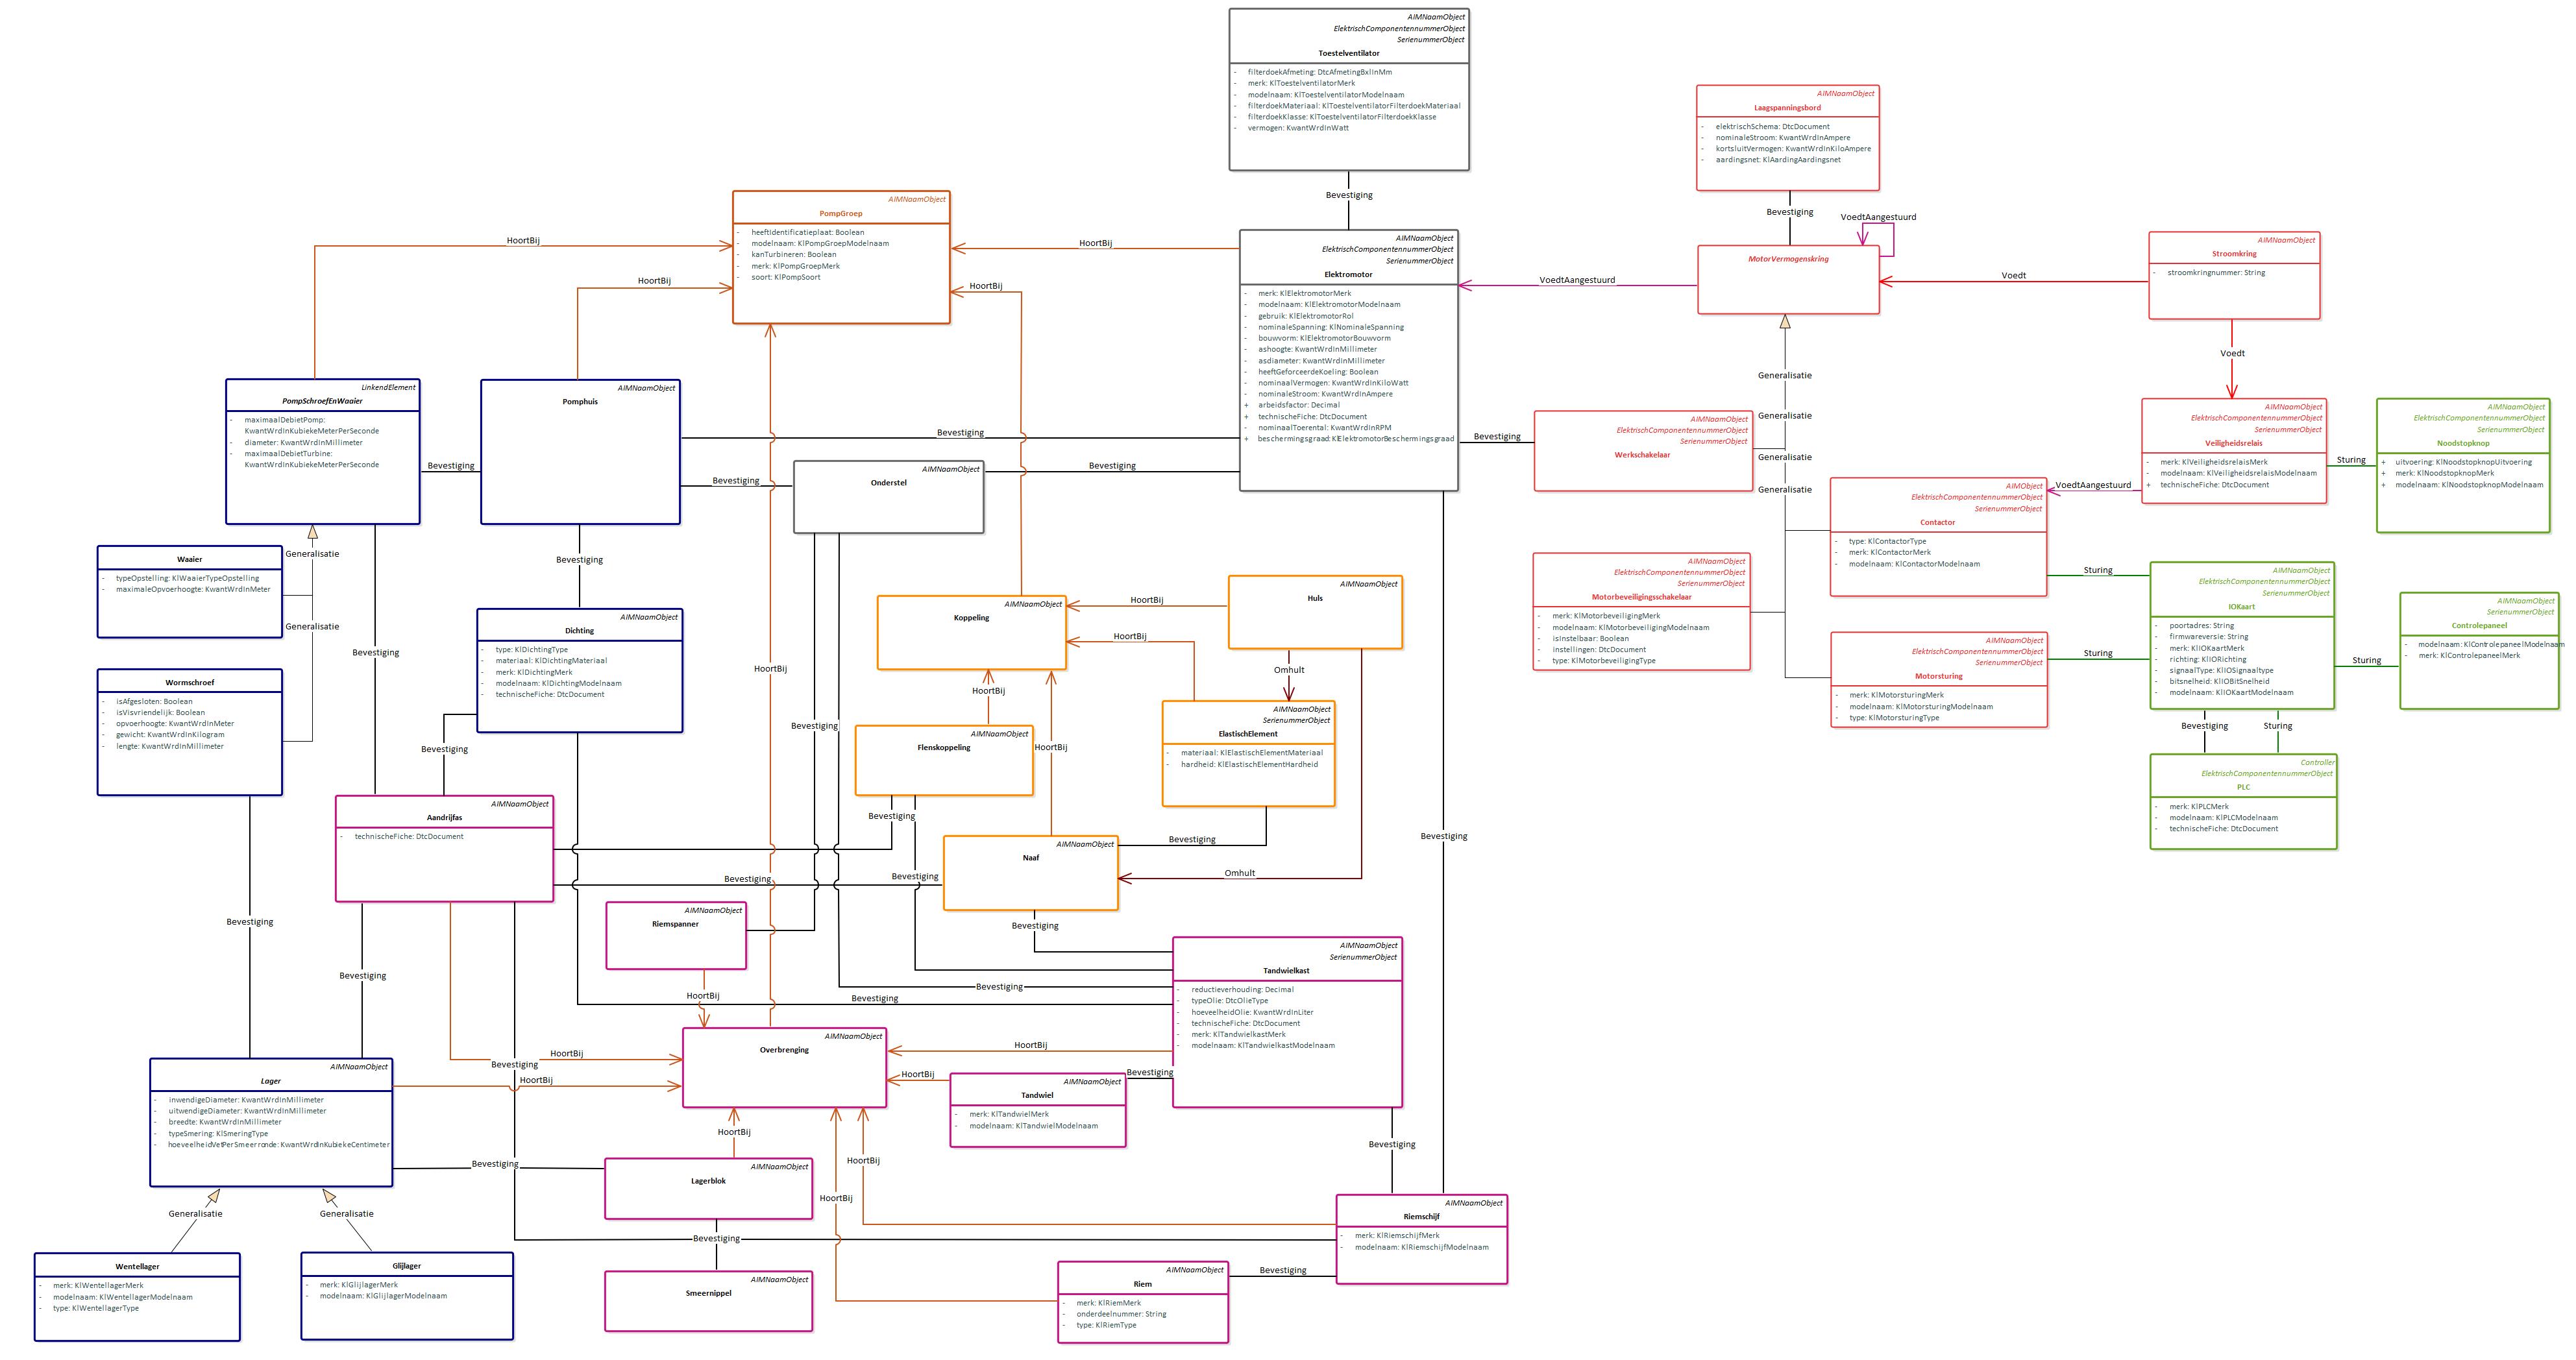 AIMNaamObject
ElektrischComponentennummerObject
SerienummerObject
Toestelventilator
- filterdoekAfmeting: DtcAfmetingBxlInMm
- merk: KlToestelventilatorMerk
- modelnaam: KlToestelventilatorModelnaam
- filterdoekMateriaal: KlToestelventilatorFilterdoekMateriaal
- filterdoekKlasse: KlToestelventilatorFilterdoekKlasse
- vermogen: KwantWrdInWatt
Bevestiging
AIMNaamObject
Laagspanningsbord
- elektrischSchema: DtcDocument
- nominaleStroom: KwantWrdInAmpere
- kortsluitVermogen: KwantWrdInKiloAmpere
- aardingsnet: KlAardingAardingsnet
Bevestiging
VoedtAangestuurd
AIMNaamObject
PompGroep
- heeftIdentificatieplaat: Boolean
- modelnaam: KlPompGroepModelnaam
- kanTurbineren: Boolean
- merk: KlPompGroepMerk
- soort: KlPompSoort
HoortBij
HoortBij
HoortBij
HoortBij
AIMNaamObject
ElektrischComponentennummerObject
SerienummerObject
Elektromotor
- merk: KlElektromotorMerk
- modelnaam: KlElektromotorModelnaam
- gebruik: KlElektromotorRol
- nominaleSpanning: KlNominaleSpanning
- bouwvorm: KlElektromotorBouwvorm
- ashoogte: KwantWrdInMillimeter
- asdiameter: KwantWrdInMillimeter
- heeftGeforceerdeKoeling: Boolean
- nominaalVermogen: KwantWrdInKiloWatt
- nominaleStroom: KwantWrdInAmpere
+ arbeidsfactor: Decimal
+ technischeFiche: DtcDocument
- nominaalToerental: KwantWrdInRPM
+ beschermingsgraad: KlElektromotorBeschermingsgraad
VoedtAangestuurd
MotorVermogenskring
Voedt
AIMNaamObject
Stroomkring
- stroomkringnummer: String
Voedt
Generalisatie
Generalisatie
Generalisatie
Generalisatie
LinkendElement
PompSchroefEnWaaier
- maximaalDebietPomp:
KwantWrdInKubiekeMeterPerSeconde
- diameter: KwantWrdInMillimeter
- maximaalDebietTurbine:
KwantWrdInKubiekeMeterPerSeconde
Bevestiging
AIMNaamObject
Pomphuis
Bevestiging
Bevestiging
AIMNaamObject
Onderstel
Bevestiging
Bevestiging
AIMNaamObject
ElektrischComponentennummerObject
SerienummerObject
Werkschakelaar
AIMNaamObject
ElektrischComponentennummerObject
SerienummerObject
Veiligheidsrelais
- merk: KlVeiligheidsrelaisMerk
- modelnaam: KlVeiligheidsrelaisModelnaam
+ technischeFiche: DtcDocument
Sturing
AIMNaamObject
ElektrischComponentennummerObject
SerienummerObject
Noodstopknop
+ uitvoering: KlNoodstopknopUitvoering
+ merk: KlNoodstopknopMerk
+ modelnaam: KlNoodstopknopModelnaam
VoedtAangestuurd
AIMObject
ElektrischComponentennummerObject
SerienummerObject
Contactor
- type: KlContactorType
- merk: KlContactorMerk
- modelnaam: KlContactorModelnaam
Sturing
Generalisatie
Generalisatie
Waaier
- typeOpstelling: KlWaaierTypeOpstelling
- maximaleOpvoerhoogte: KwantWrdInMeter
Bevestiging
Bevestiging
AIMNaamObject
Dichting
- type: KlDichtingType
- materiaal: KlDichtingMateriaal
- merk: KlDichtingMerk
- modelnaam: KlDichtingModelnaam
- technischeFiche: DtcDocument
HoortBij
AIMNaamObject
Koppeling
HoortBij
AIMNaamObject
Huls
HoortBij
Omhult
AIMNaamObject
ElektrischComponentennummerObject
SerienummerObject
Motorbeveiligingsschakelaar
- merk: KlMotorbeveiligingMerk
- modelnaam: KlMotorbeveiligingModelnaam
- isInstelbaar: Boolean
- instellingen: DtcDocument
- type: KlMotorbeveiligingType
AIMNaamObject
ElektrischComponentennummerObject
SerienummerObject
Motorsturing
- merk: KlMotorsturingMerk
- modelnaam: KlMotorsturingModelnaam
- type: KlMotorsturingType
Sturing
AIMNaamObject
ElektrischComponentennummerObject
SerienummerObject
IOKaart
- poortadres: String
- firmwareversie: String
- merk: KlIOKaartMerk
- richting: KlIORichting
- signaalType: KlIOSignaaltype
- bitsnelheid: KlIOBitSnelheid
- modelnaam: KlIOKaartModelnaam
Sturing
AIMNaamObject
SerienummerObject
Controlepaneel
- modelnaam: KlControlepaneelModelnaam
- merk: KlControlepaneelMerk
Bevestiging
Sturing
Controller
ElektrischComponentennummerObject
PLC
- merk: KlPLCMerk
- modelnaam: KlPLCModelnaam
- technischeFiche: DtcDocument
Wormschroef
- isAfgesloten: Boolean
- isVisvriendelijk: Boolean
- opvoerhoogte: KwantWrdInMeter
- gewicht: KwantWrdInKilogram
- lengte: KwantWrdInMillimeter
Bevestiging
Bevestiging
HoortBij
HoortBij
AIMNaamObject
Flenskoppeling
AIMNaamObject
SerienummerObject
ElastischElement
- materiaal: KlElastischElementMateriaal
- hardheid: KlElastischElementHardheid
AIMNaamObject
Aandrijfas
- technischeFiche: DtcDocument
Bevestiging
Bevestiging
Bevestiging
AIMNaamObject
Naaf
Bevestiging
Omhult
Bevestiging
Bevestiging
Bevestiging
Bevestiging
AIMNaamObject
Riemspanner
HoortBij
Bevestiging
Bevestiging
AIMNaamObject
SerienummerObject
Tandwielkast
- reductieverhouding: Decimal
- typeOlie: DtcOlieType
- hoeveelheidOlie: KwantWrdInLiter
- technischeFiche: DtcDocument
- merk: KlTandwielkastMerk
- modelnaam: KlTandwielkastModelnaam
HoortBij
Bevestiging
HoortBij
AIMNaamObject
Overbrenging
HoortBij
HoortBij
Bevestiging
AIMNaamObject
Tandwiel
- merk: KlTandwielMerk
- modelnaam: KlTandwielModelnaam
AIMNaamObject
Lager
- inwendigeDiameter: KwantWrdInMillimeter
- uitwendigeDiameter: KwantWrdInMillimeter
- breedte: KwantWrdInMillimeter
- typeSmering: KlSmeringType
- hoeveelheidVetPerSmeerronde: KwantWrdInKubiekeCentimeter
Bevestiging
HoortBij
HoortBij
HoortBij
Bevestiging
AIMNaamObject
Lagerblok
Generalisatie
Generalisatie
Bevestiging
AIMNaamObject
Riemschijf
- merk: KlRiemschijfMerk
- modelnaam: KlRiemschijfModelnaam
Wentellager
- merk: KlWentellagerMerk
- modelnaam: KlWentellagerModelnaam
- type: KlWentellagerType
Glijlager
- merk: KlGlijlagerMerk
- modelnaam: KlGlijlagerModelnaam
AIMNaamObject
Smeernippel
AIMNaamObject
Riem
- merk: KlRiemMerk
- onderdeelnummer: String
- type: KlRiemType
Bevestiging